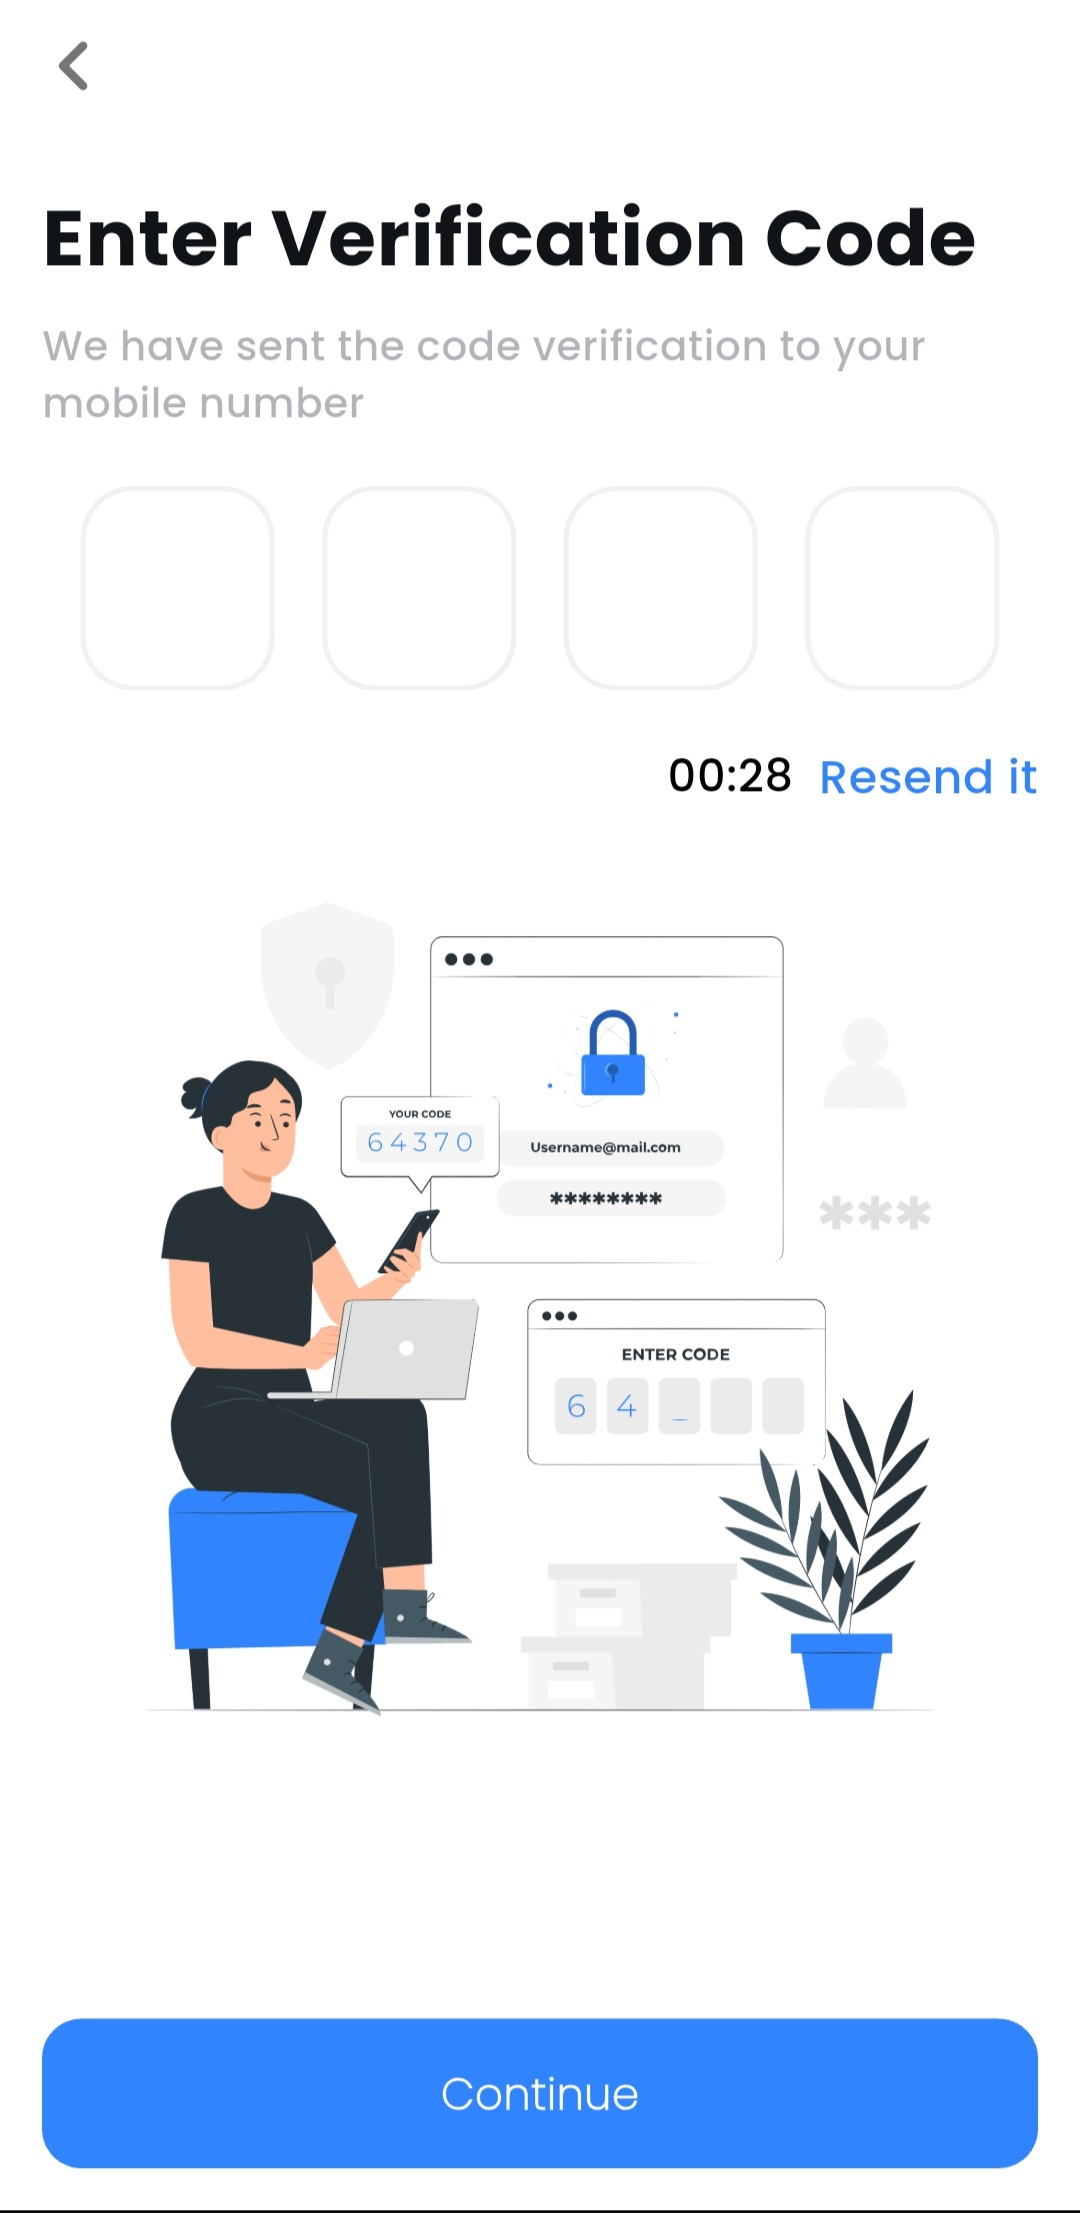 Enter Verification Code
We have sent the code verification to your
mobile number
00:28 Resend it
YOUR CODE
64370
Username@mail.com
********
***
ENTER CODE
6 4 _
Continue